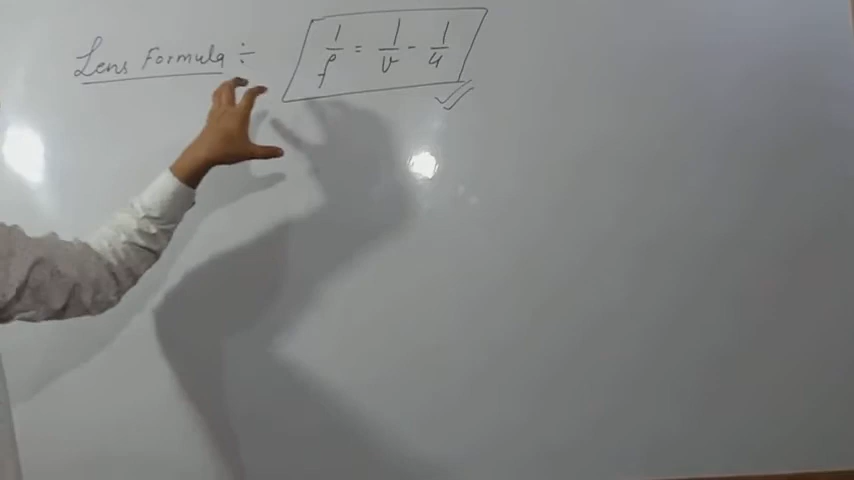 Lens Formula ÷ 1/f = 1/v - 1/u